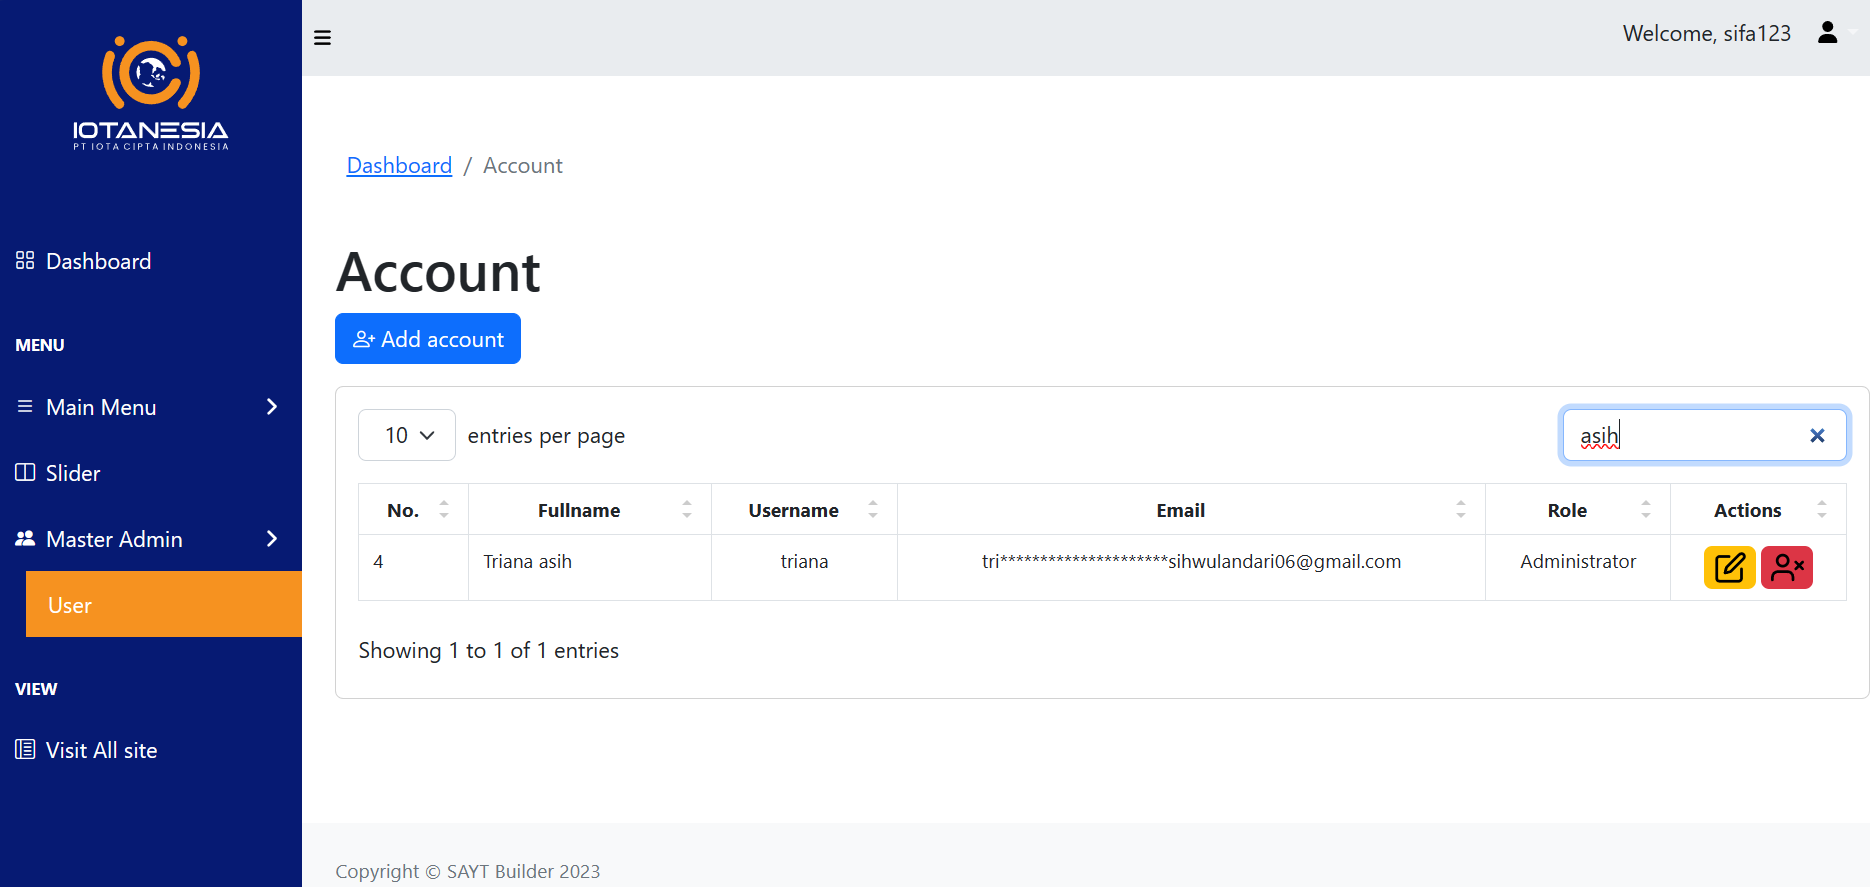 IOTANESIA
PT IOTA CIPTA INDONESIA
Dashboard
MENU
Main Menu
Slider
Master Admin
User
VIEW
Visit All site
Welcome, sifa123
Dashboard / Account
Account
Add account
10 entries per page
asih
No. Fullname Username Email Role Actions
4 Triana asih triana tri*********************sihwulandari06@gmail.com Administrator
Showing 1 to 1 of 1 entries
Copyright © SAYT Builder 2023